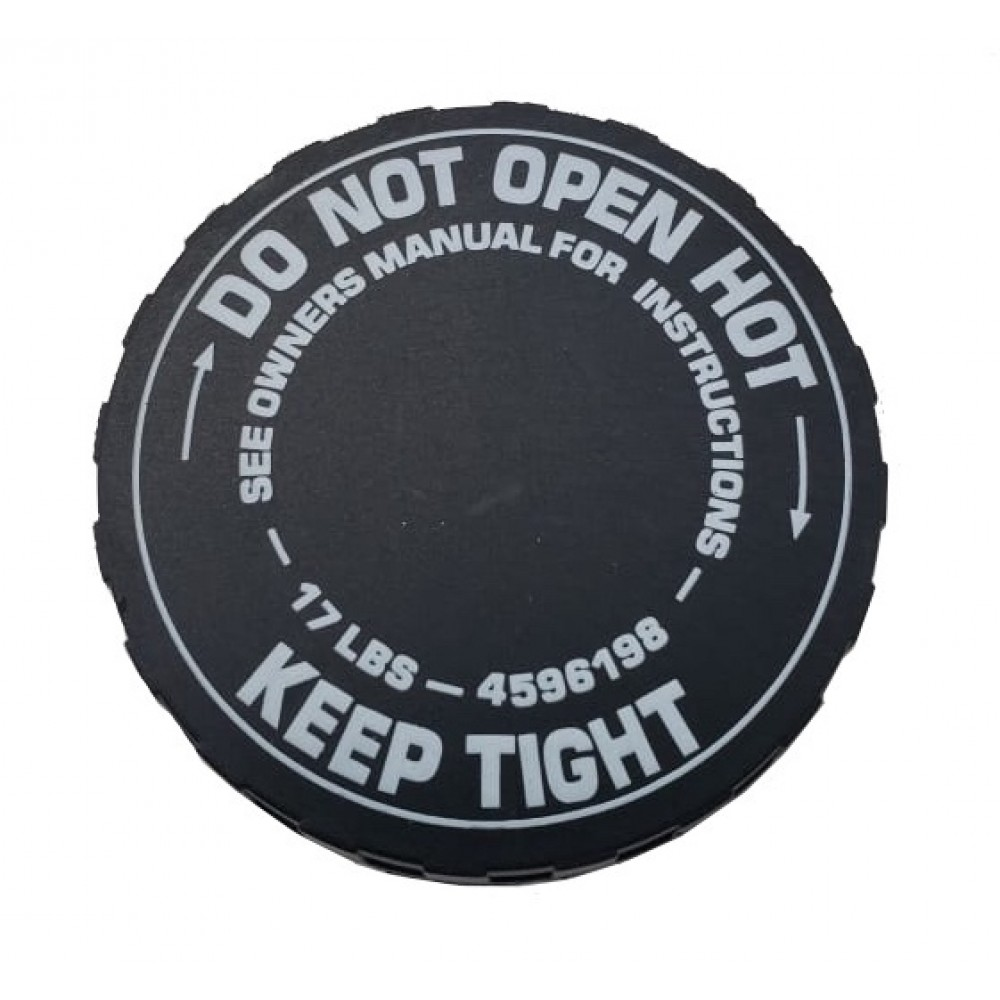 DO NOT OPEN HOT
SEE OWNERS MANUAL FOR INSTRUCTIONS
17 LBS – 4596198
KEEP TIGHT